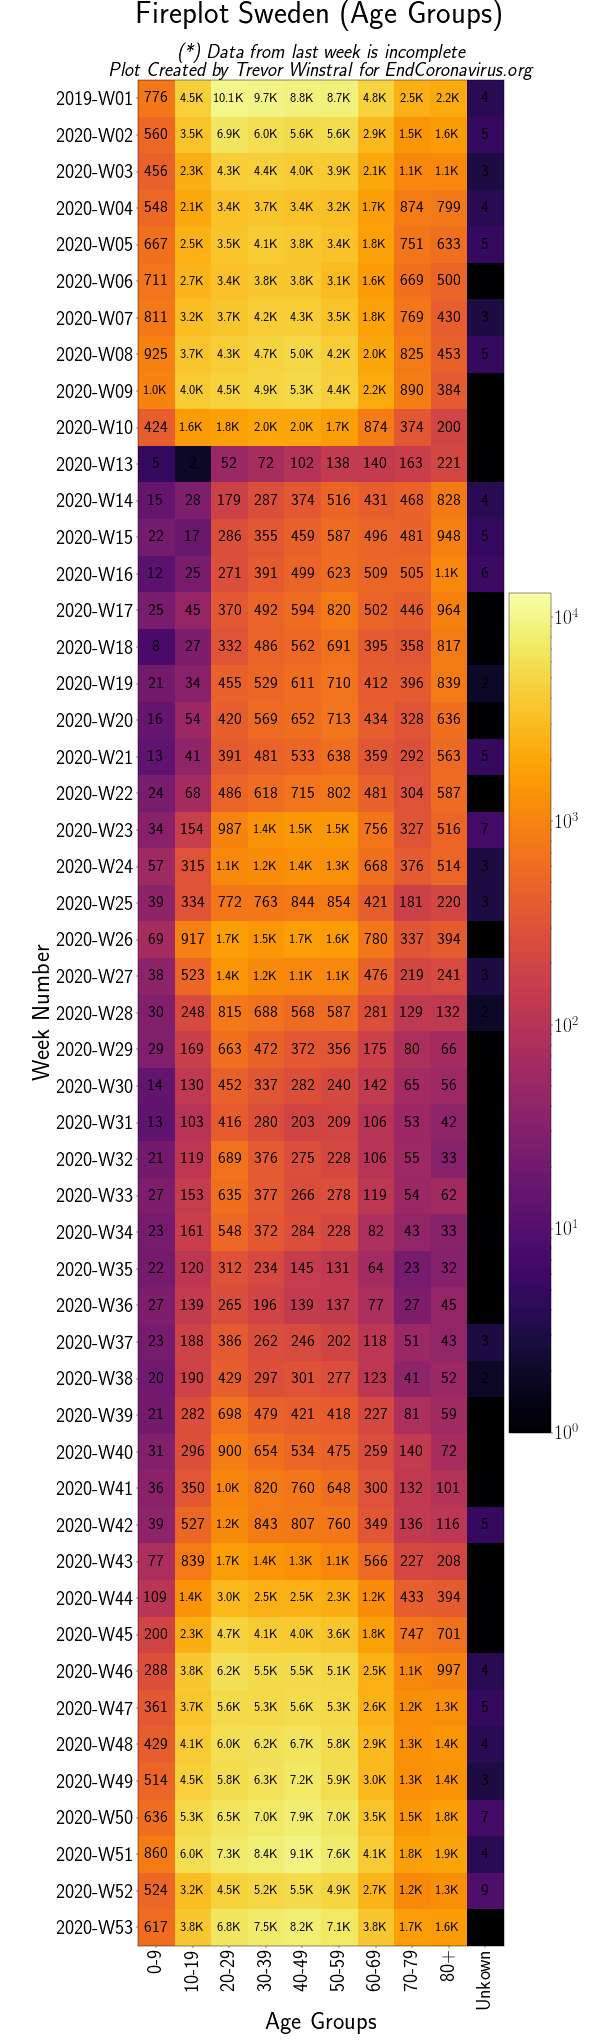 Fireplot Sweden (Age Groups)
(*) Data from last week is incomplete
Plot Created by Trevor Winstral for EndCoronavirus.org
2019-W01 776 4.5K 10.1K 9.7K 8.8K 8.7K 4.8K 2.5K 2.2K 4
2020-W02 560 3.5K 6.9K 6.0K 5.6K 5.6K 2.9K 1.5K 1.6K 5
2020-W03 456 2.3K 4.3K 4.4K 4.0K 3.9K 2.1K 1.1K 1.1K 3
2020-W04 548 2.1K 3.4K 3.7K 3.4K 3.2K 1.7K 874 799 4
2020-W05 667 2.5K 3.5K 4.1K 3.8K 3.4K 1.8K 751 633 5
2020-W06 711 2.7K 3.4K 3.8K 3.8K 3.1K 1.6K 669 500
2020-W07 811 3.2K 3.7K 4.2K 4.3K 3.5K 1.8K 769 430 3
2020-W08 925 3.7K 4.3K 4.7K 5.0K 4.2K 2.0K 825 453 5
2020-W09 1.0K 4.0K 4.5K 4.9K 5.3K 4.4K 2.2K 890 384
2020-W10 424 1.6K 1.8K 2.0K 2.0K 1.7K 874 374 200
2020-W13 5 2 52 72 102 138 140 163 221
2020-W14 15 28 179 287 374 516 431 468 828 4
2020-W15 22 17 286 355 459 587 496 481 948 5
2020-W16 12 25 271 391 499 623 509 505 1.1K 6
2020-W17 25 45 370 492 594 820 502 446 964
2020-W18 8 27 332 486 562 691 395 358 817
2020-W19 21 34 455 529 611 710 412 396 839 2
2020-W20 16 54 420 569 652 713 434 328 636
2020-W21 13 41 391 481 533 638 359 292 563 5
2020-W22 24 68 486 618 715 802 481 304 587
2020-W23 34 154 987 1.4K 1.5K 1.5K 756 327 516 7
2020-W24 57 315 1.1K 1.2K 1.4K 1.3K 668 376 514 3
2020-W25 39 334 772 763 844 854 421 181 220 3
2020-W26 69 917 1.7K 1.5K 1.7K 1.6K 780 337 394
2020-W27 38 523 1.4K 1.2K 1.1K 1.1K 476 219 241 3
2020-W28 30 248 815 688 568 587 281 129 132 2
2020-W29 29 169 663 472 372 356 175 80 66
2020-W30 14 130 452 337 282 240 142 65 56
2020-W31 13 103 416 280 203 209 106 53 42
2020-W32 21 119 689 376 275 228 106 55 33
2020-W33 27 153 635 377 266 278 119 54 62
2020-W34 23 161 548 372 284 228 82 43 33
2020-W35 22 120 312 234 145 131 64 23 32
2020-W36 27 139 265 196 139 137 77 27 45
2020-W37 23 188 386 262 246 202 118 51 43 3
2020-W38 20 190 429 297 301 277 123 41 52 2
2020-W39 21 282 698 479 421 418 227 81 59
2020-W40 31 296 900 654 534 475 259 140 72
2020-W41 36 350 1.0K 820 760 648 300 132 101
2020-W42 39 527 1.2K 843 807 760 349 136 116 5
2020-W43 77 839 1.7K 1.4K 1.3K 1.1K 566 227 208
2020-W44 109 1.4K 3.0K 2.5K 2.5K 2.3K 1.2K 433 394
2020-W45 200 2.3K 4.7K 4.1K 4.0K 3.6K 1.8K 747 701
2020-W46 288 3.8K 6.2K 5.5K 5.5K 5.1K 2.5K 1.1K 997 4
2020-W47 361 3.7K 5.6K 5.3K 5.6K 5.3K 2.6K 1.2K 1.3K 5
2020-W48 429 4.1K 6.0K 6.2K 6.7K 5.8K 2.9K 1.3K 1.4K 4
2020-W49 514 4.5K 5.8K 6.3K 7.2K 5.9K 3.0K 1.3K 1.4K 3
2020-W50 636 5.3K 6.5K 7.0K 7.9K 7.0K 3.5K 1.5K 1.8K 7
2020-W51 860 6.0K 7.3K 8.4K 9.1K 7.6K 4.1K 1.8K 1.9K 4
2020-W52 524 3.2K 4.5K 5.2K 5.5K 4.9K 2.7K 1.2K 1.3K 9
2020-W53 617 3.8K 6.8K 7.5K 8.2K 7.1K 3.8K 1.7K 1.6K
0-9 10-19 20-29 30-39 40-49 50-59 60-69 70-79 80+ Unkown
Age Groups
Week Number
10⁴
10³
10²
10¹
10⁰